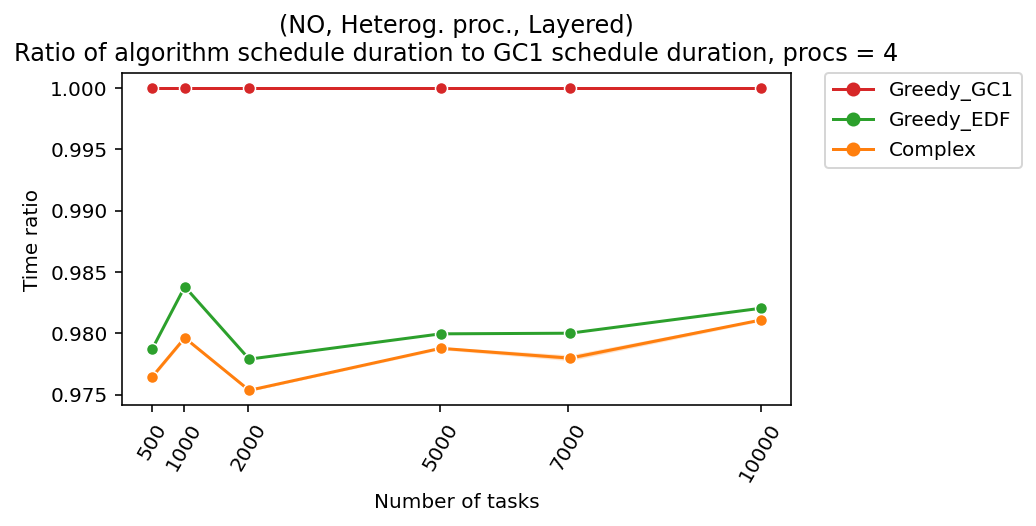 (NO, Heterog. proc., Layered)
Ratio of algorithm schedule duration to GC1 schedule duration, procs = 4
1.000
0.995
0.990
0.985
0.980
0.975
Time ratio
500
1000
2000
5000
7000
10000
Number of tasks
Greedy_GC1
Greedy_EDF
Complex